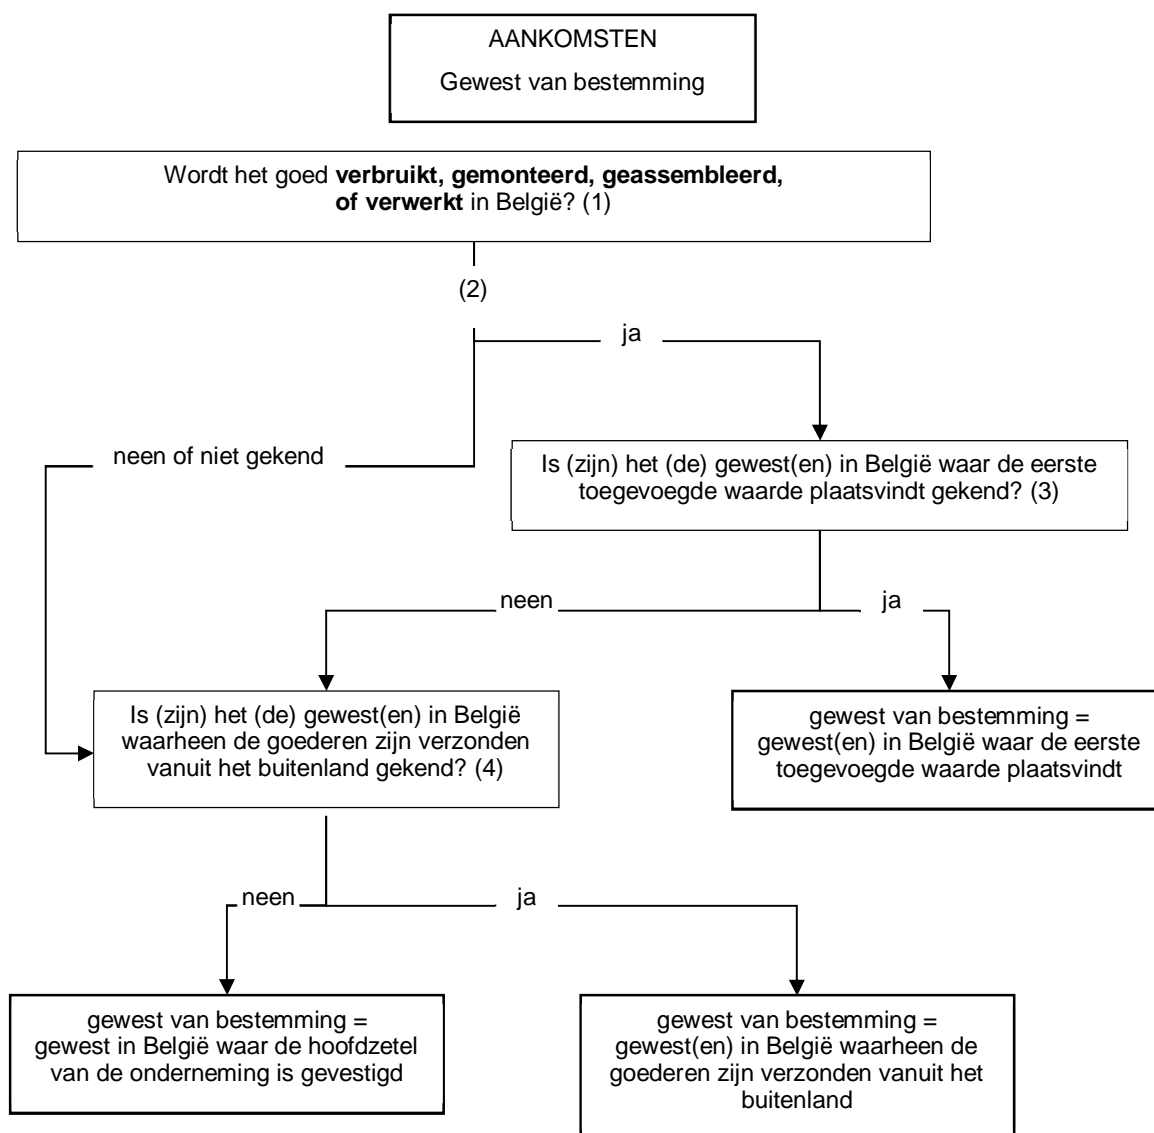 AANKOMSTEN
Gewest van bestemming
Wordt het goed verbruikt, gemonteerd, geassembleerd,
of verwerkt in België? (1)
(2)
ja
neen of niet gekend
Is (zijn) het (de) gewest(en) in België waar de eerste
toegevoegde waarde plaatsvindt gekend? (3)
neen
ja
Is (zijn) het (de) gewest(en) in België
waarheen de goederen zijn verzonden
vanuit het buitenland gekend? (4)
gewest van bestemming =
gewest(en) in België waar de eerste
toegevoegde waarde plaatsvindt
neen
ja
gewest van bestemming =
gewest in België waar de hoofdzetel
van de onderneming is gevestigd
gewest van bestemming =
gewest(en) in België waarheen de
goederen zijn verzonden vanuit het
buitenland